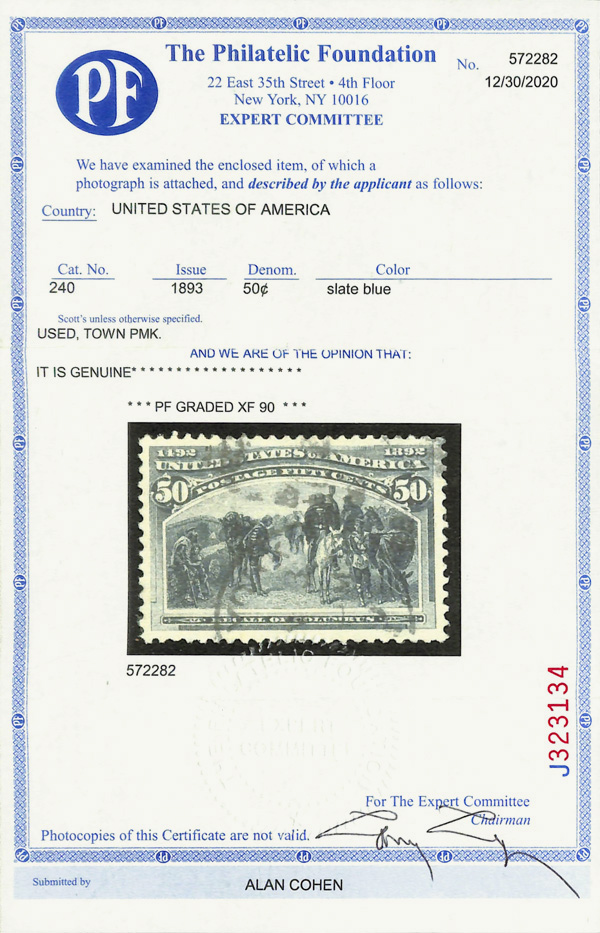 PF
The Philatelic Foundation
No. 572282
22 East 35th Street • 4th Floor
12/30/2020
New York, NY 10016
EXPERT COMMITTEE
We have examined the enclosed item, of which a
photograph is attached, and described by the applicant as follows:
Country: UNITED STATES OF AMERICA
Cat. No. Issue Denom. Color
240 1893 50¢ slate blue
Scott's unless otherwise specified.
USED, TOWN PMK.
AND WE ARE OF THE OPINION THAT:
IT IS GENUINE* * * * * * * * * * * * * * * * * * *
* * * PF GRADED XF 90 * * *
1492 1892
UNITED STATES OF AMERICA
50 POSTAGE FIFTY CENTS 50
RECALL OF COLUMBUS
572282
J323134
For The Expert Committee
Chairman
Photocopies of this Certificate are not valid.
Submitted by
ALAN COHEN